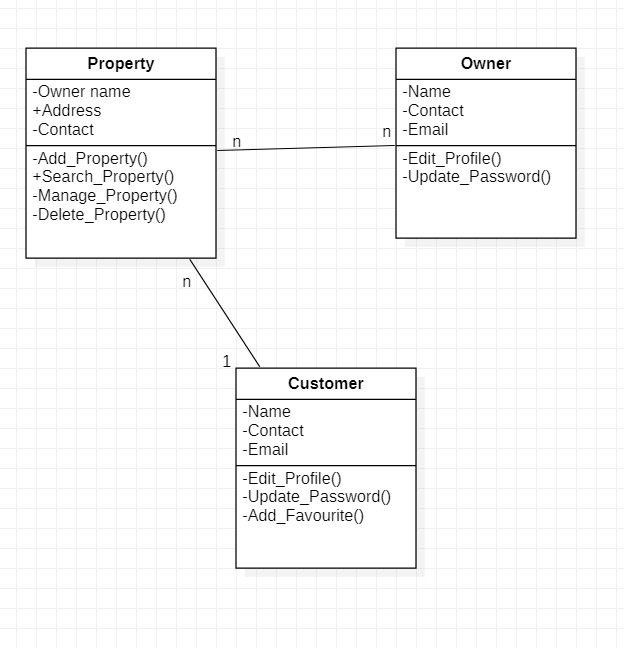 Property
-Owner name
+Address
-Contact
-Add_Property()
+Search_Property()
-Manage_Property()
-Delete_Property()
n
n
Owner
-Name
-Contact
-Email
-Edit_Profile()
-Update_Password()
n
1
Customer
-Name
-Contact
-Email
-Edit_Profile()
-Update_Password()
-Add_Favourite()